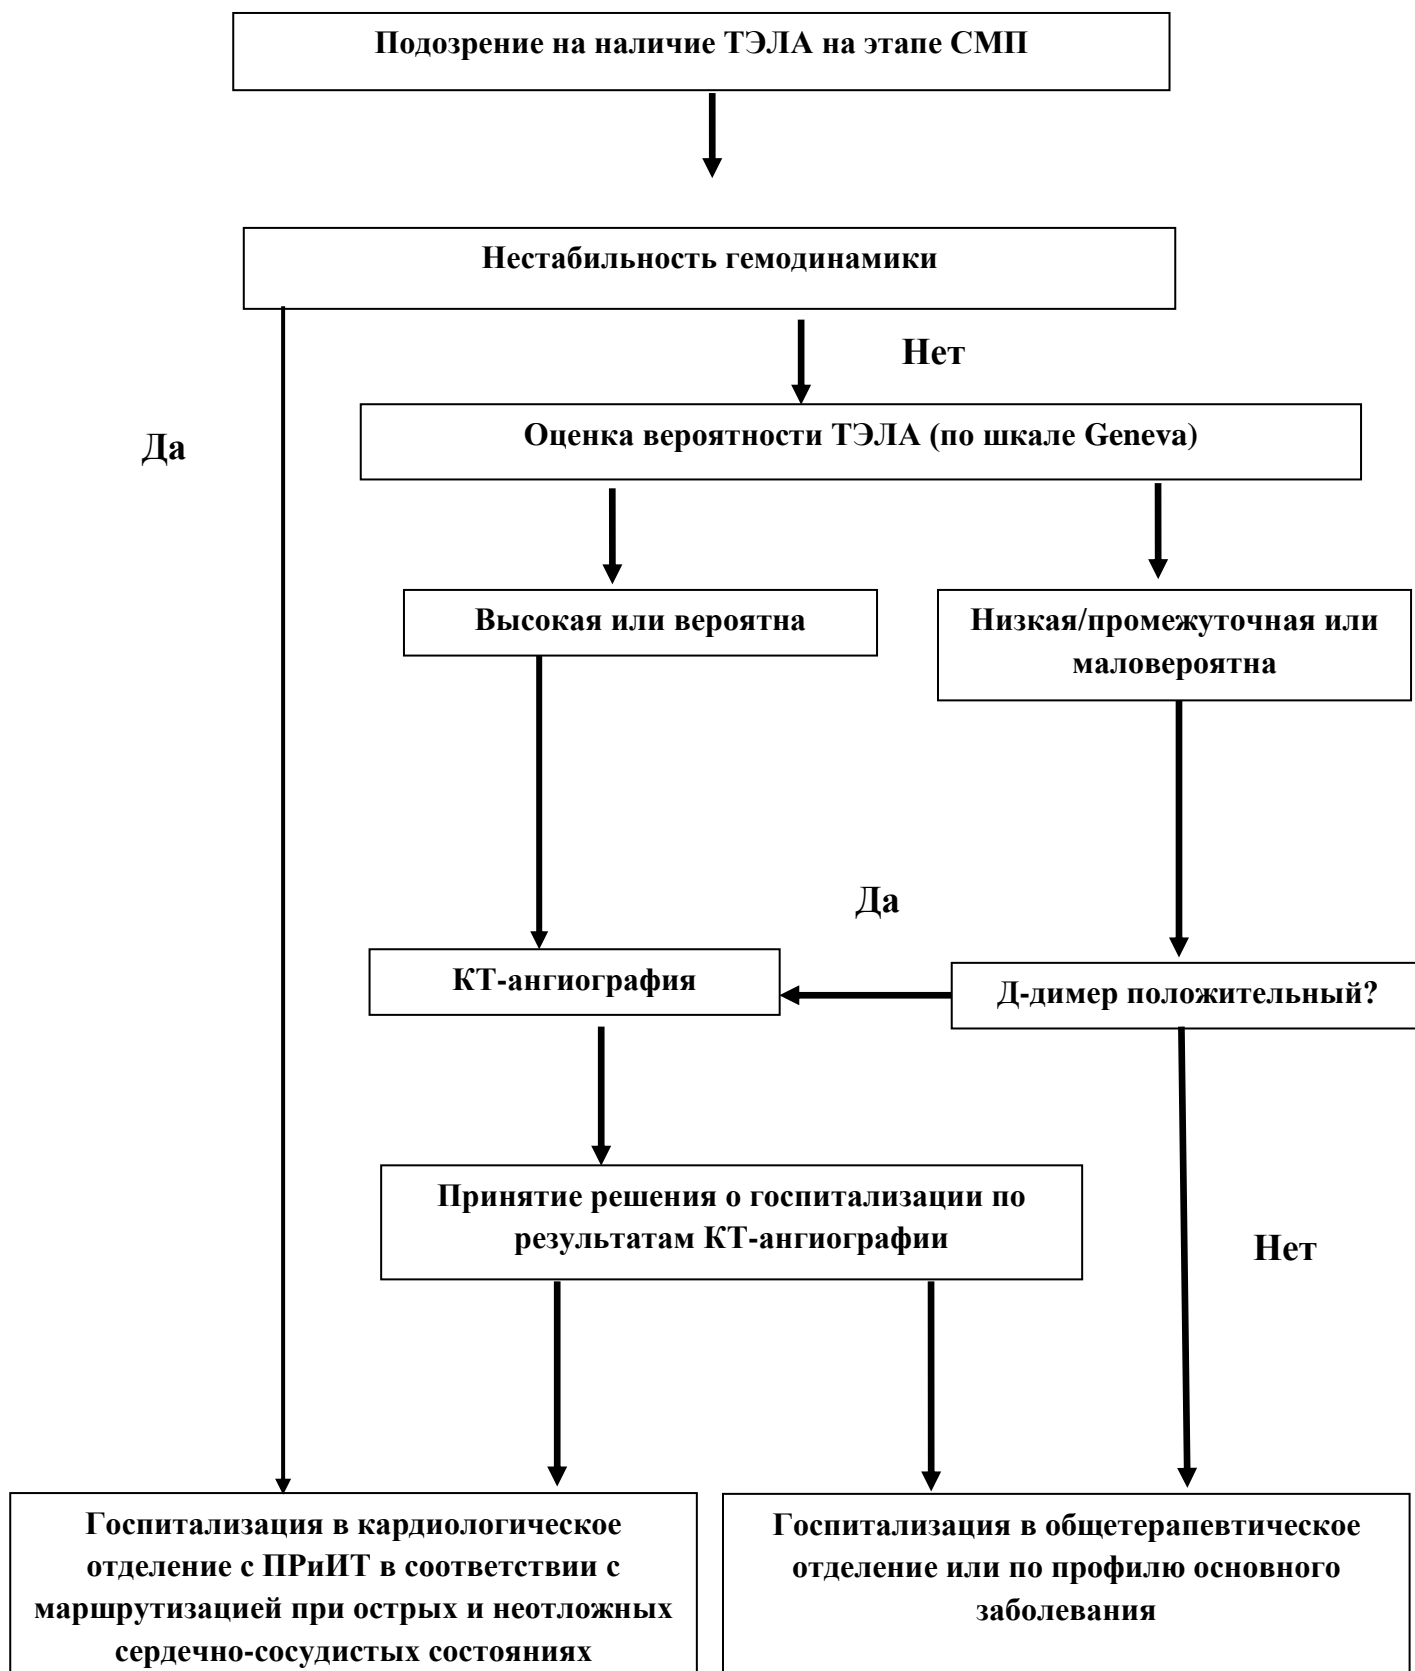 Подозрение на наличие ТЭЛА на этапе СМП
Нестабильность гемодинамики
Нет
Да
Оценка вероятности ТЭЛА (по шкале Geneva)
Высокая или вероятна
Низкая/промежуточная или
маловероятна
Да
КТ-ангиография
Д-димер положительный?
Принятие решения о госпитализации по
результатам КТ-ангиографии
Нет
Госпитализация в кардиологическое
отделение с ПРиИТ в соответствии с
маршрутизацией при острых и неотложных
сердечно-сосудистых состояниях
Госпитализация в общетерапевтическое
отделение или по профилю основного
заболевания